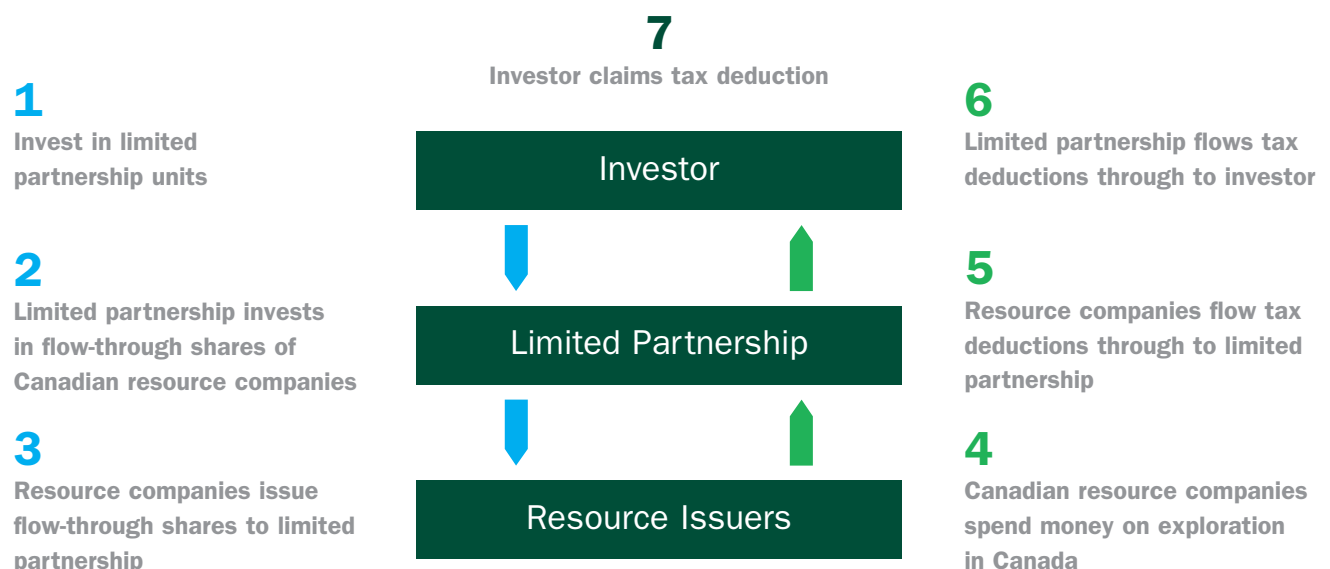 7
Investor claims tax deduction
1
Invest in limited
partnership units
2
Limited partnership invests
in flow-through shares of
Canadian resource companies
3
Resource companies issue
flow-through shares to limited
partnership
Investor
Limited Partnership
Resource Issuers
6
Limited partnership flows tax
deductions through to investor
5
Resource companies flow tax
deductions through to limited
partnership
4
Canadian resource companies
spend money on exploration
in Canada